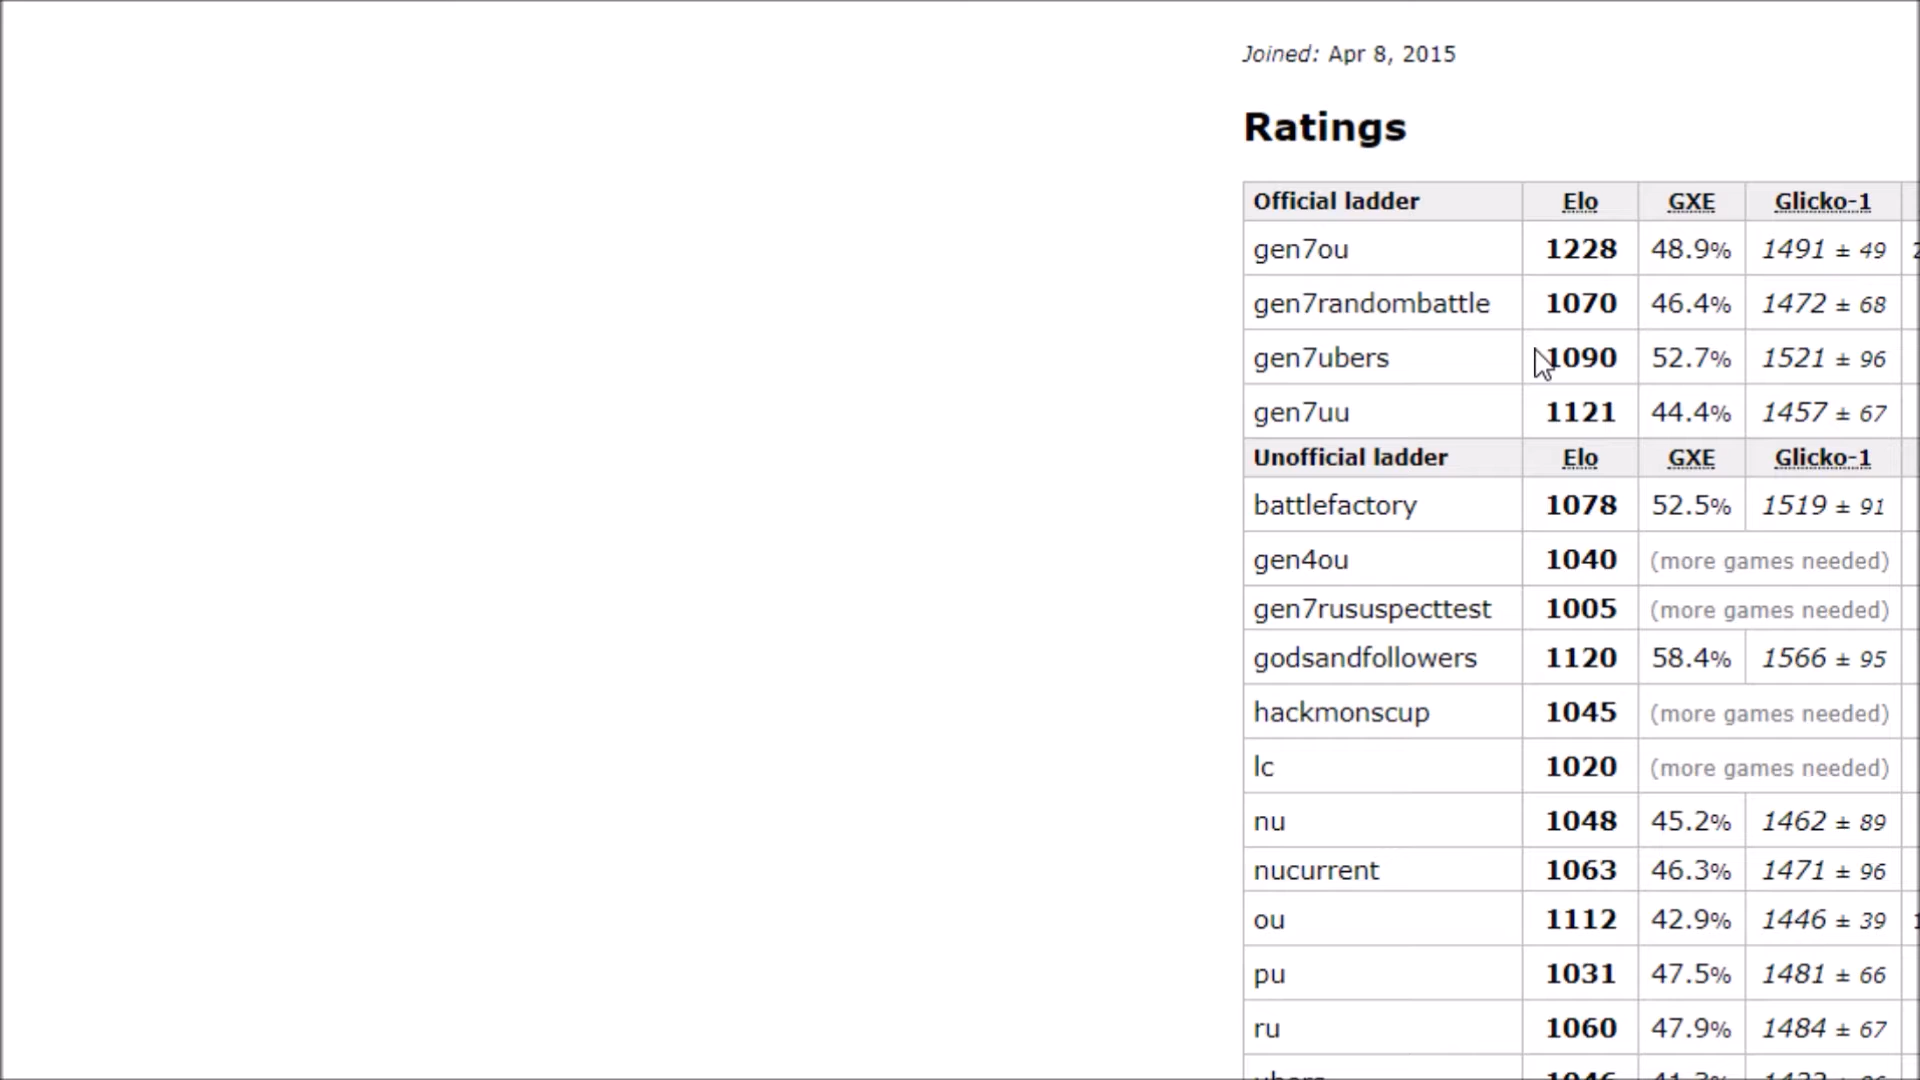 Joined: Apr 8, 2015
Ratings
Official ladder Elo GXE Glicko-1
gen7ou 1228 48.9% 1491 ± 49
gen7randombattle 1070 46.4% 1472 ± 68
gen7ubers 1090 52.7% 1521 ± 96
gen7uu 1121 44.4% 1457 ± 67
Unofficial ladder Elo GXE Glicko-1
battlefactory 1078 52.5% 1519 ± 91
gen4ou 1040 (more games needed)
gen7rususpecttest 1005 (more games needed)
godsandfollowers 1120 58.4% 1566 ± 95
hackmonscup 1045 (more games needed)
lc 1020 (more games needed)
nu 1048 45.2% 1462 ± 89
nucurrent 1063 46.3% 1471 ± 96
ou 1112 42.9% 1446 ± 39
pu 1031 47.5% 1481 ± 66
ru 1060 47.9% 1484 ± 67